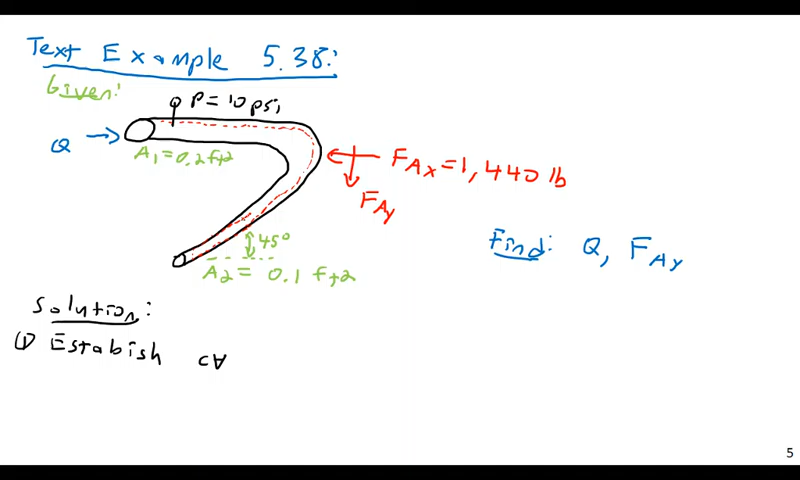 Text Example 5.38:
Given:
P = 10 psi
Q
A1 = 0.2 ft2
FAx = 1,440 lb
FAy
45°
A2 = 0.1 ft2
Find: Q, FAy
Solution:
(1) Estabish c∀
5